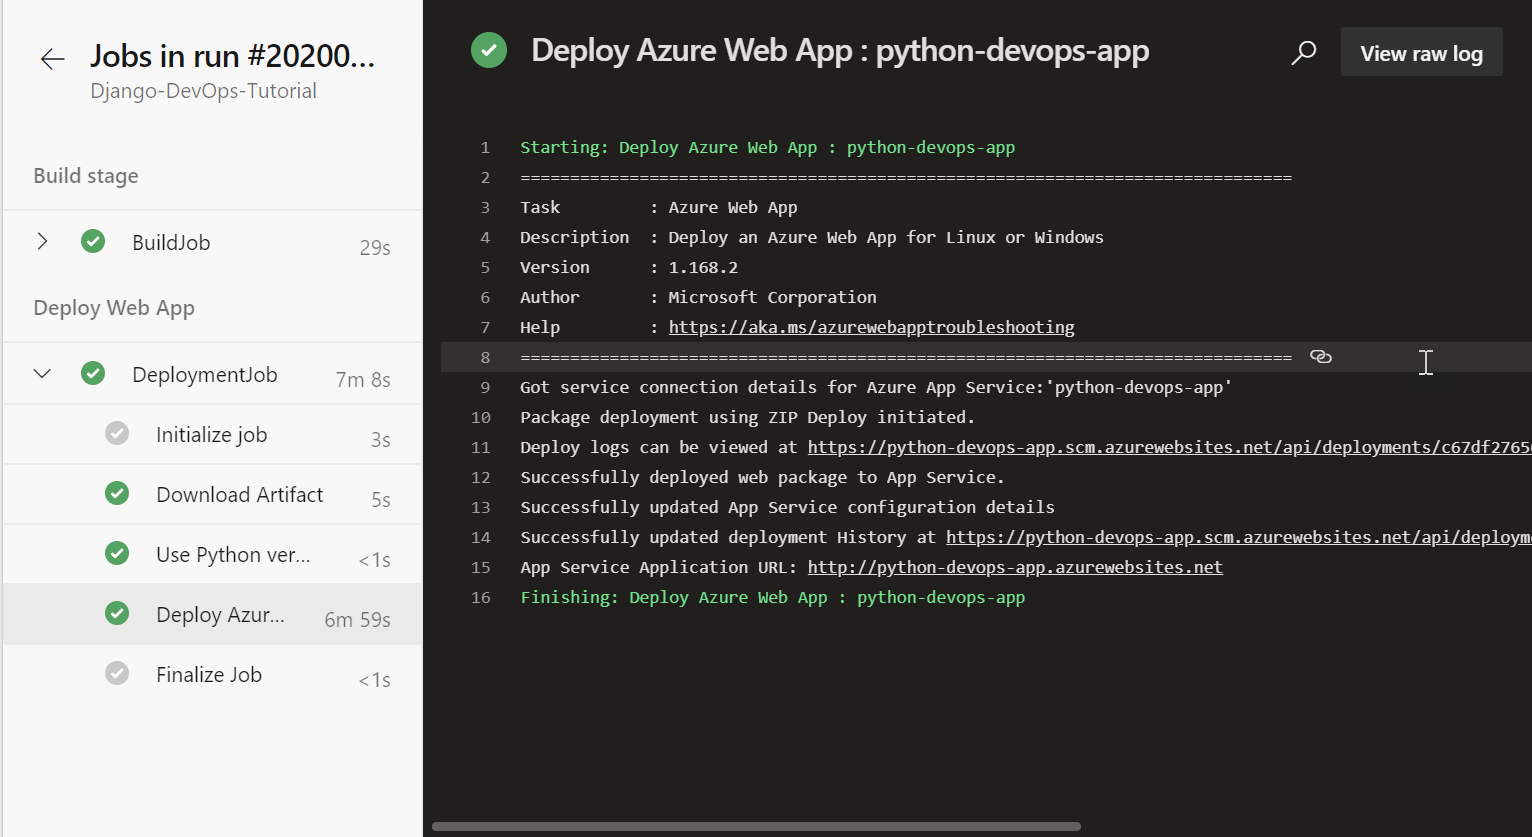 Jobs in run #20200...
Django-DevOps-Tutorial
Build stage
BuildJob 29s
Deploy Web App
DeploymentJob 7m 8s
Initialize job 3s
Download Artifact 5s
Use Python ver... <1s
Deploy Azur... 6m 59s
Finalize Job <1s
Deploy Azure Web App : python-devops-app
View raw log
1 Starting: Deploy Azure Web App : python-devops-app
2 ==============================================================================
3 Task         : Azure Web App
4 Description  : Deploy an Azure Web App for Linux or Windows
5 Version      : 1.168.2
6 Author       : Microsoft Corporation
7 Help         : https://aka.ms/azurewebapptroubleshooting
8 ==============================================================================
9 Got service connection details for Azure App Service:'python-devops-app'
10 Package deployment using ZIP Deploy initiated.
11 Deploy logs can be viewed at https://python-devops-app.scm.azurewebsites.net/api/deployments/c67df2765
12 Successfully deployed web package to App Service.
13 Successfully updated App Service configuration details
14 Successfully updated deployment History at https://python-devops-app.scm.azurewebsites.net/api/deploym
15 App Service Application URL: http://python-devops-app.azurewebsites.net
16 Finishing: Deploy Azure Web App : python-devops-app